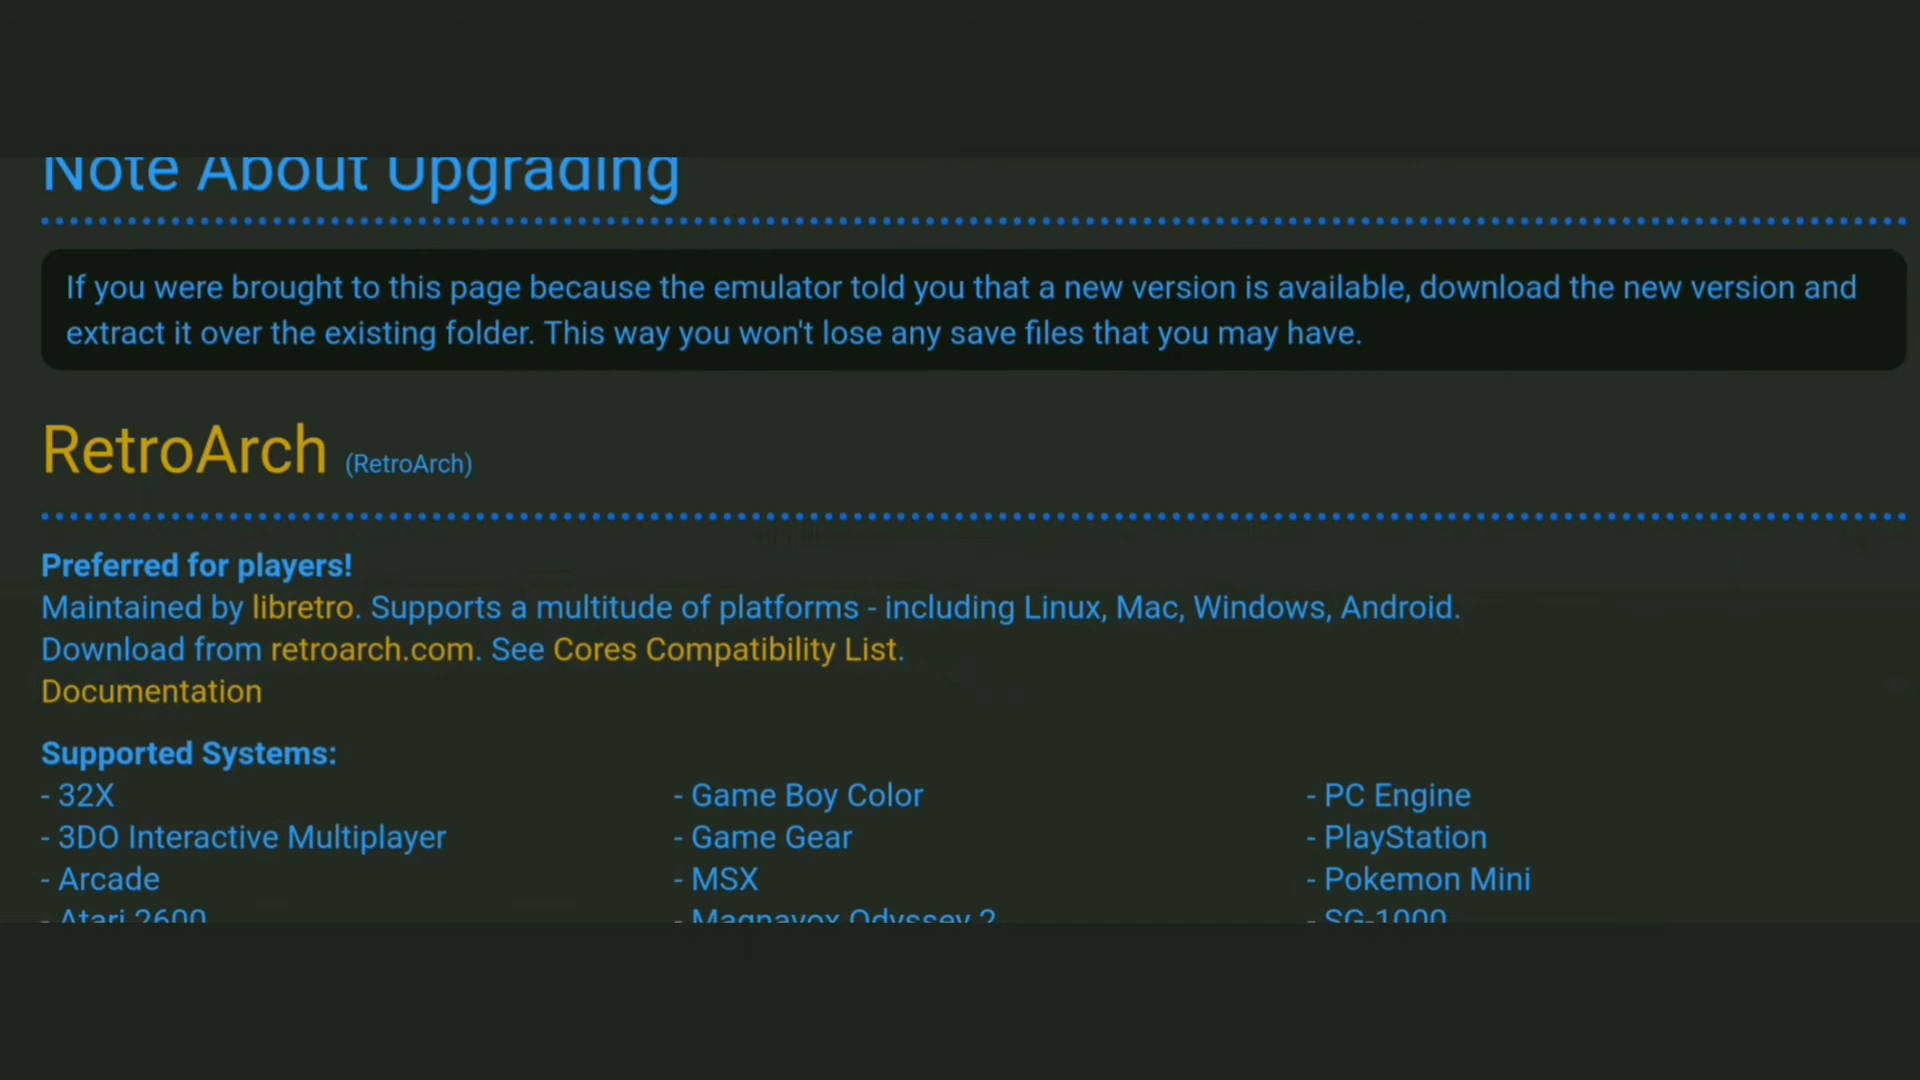 Note About Upgrading
If you were brought to this page because the emulator told you that a new version is available, download the new version and
extract it over the existing folder. This way you won't lose any save files that you may have.
RetroArch (RetroArch)
Preferred for players!
Maintained by libretro. Supports a multitude of platforms - including Linux, Mac, Windows, Android.
Download from retroarch.com. See Cores Compatibility List.
Documentation
Supported Systems:
- 32X
- 3DO Interactive Multiplayer
- Arcade
- Atari 2600
- Game Boy Color
- Game Gear
- MSX
- Magnavox Odyssey 2
- PC Engine
- PlayStation
- Pokemon Mini
- SG-1000